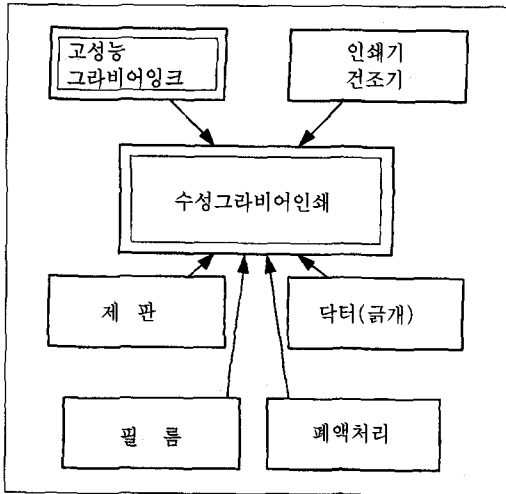 고성능
그라비어잉크
인쇄기
건조기
수성그라비어인쇄
제 판
닥터(긁개)
필 름
폐액처리